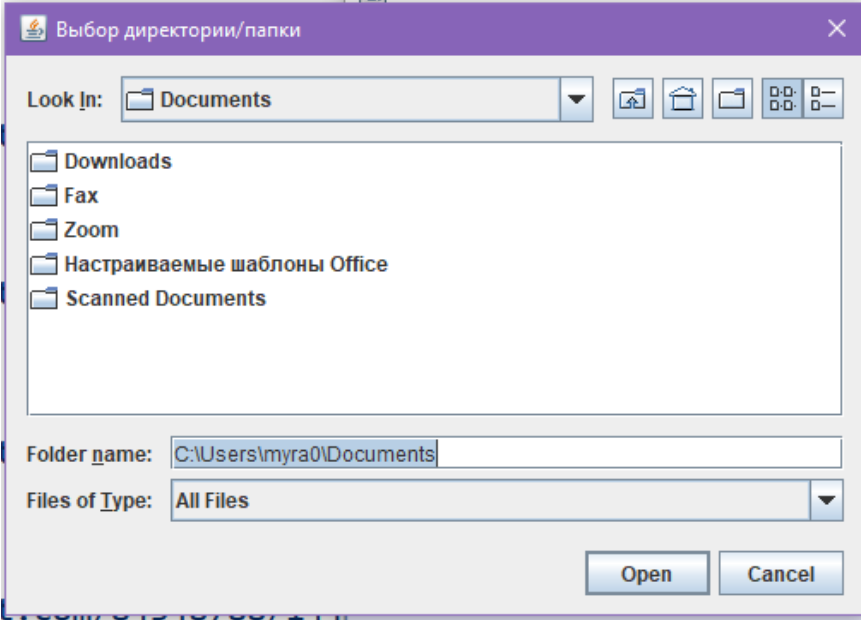 Выбор директории/папки
Look In: Documents
Downloads
Fax
Zoom
Настраиваемые шаблоны Office
Scanned Documents
Folder name: C:\Users\myra0\Documents
Files of Type: All Files
Open Cancel